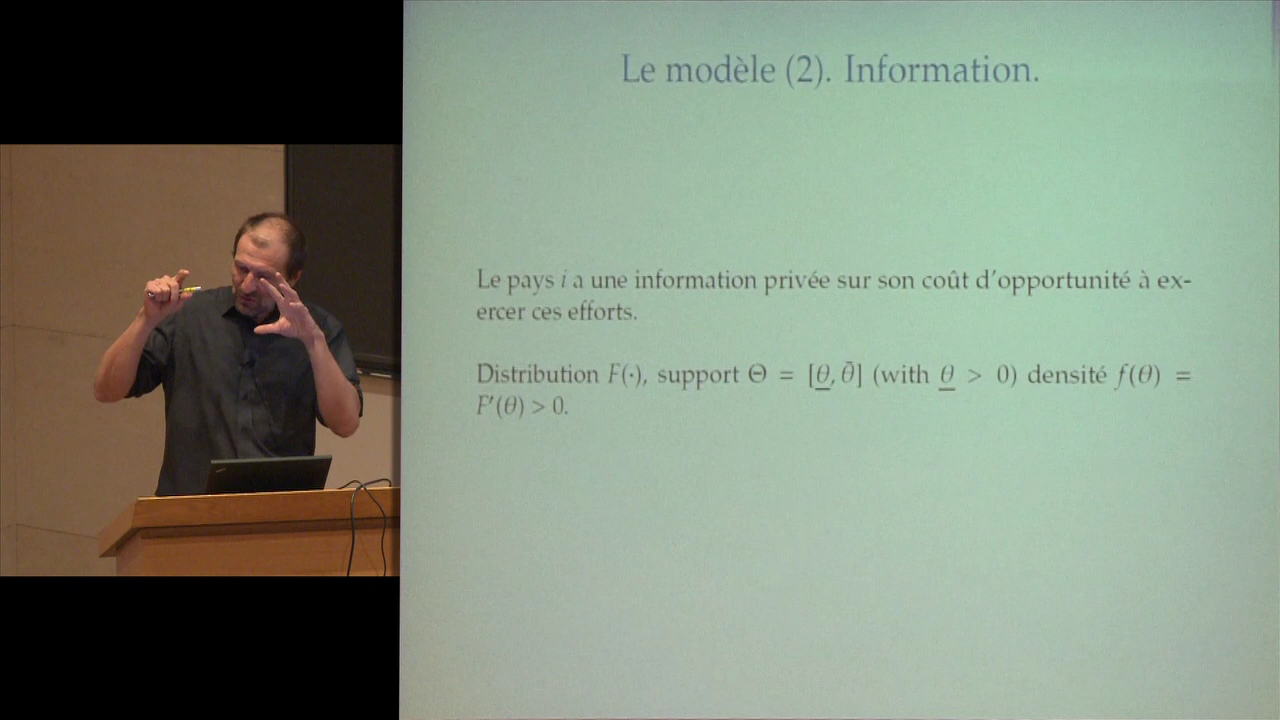 Le modèle (2). Information.
Le pays i a une information privée sur son coût d'opportunité à ex-
ercer ces efforts.
Distribution F(·), support Θ = [θ̲, θ̄] (with θ̲ > 0) densité f(θ) =
F′(θ) > 0.